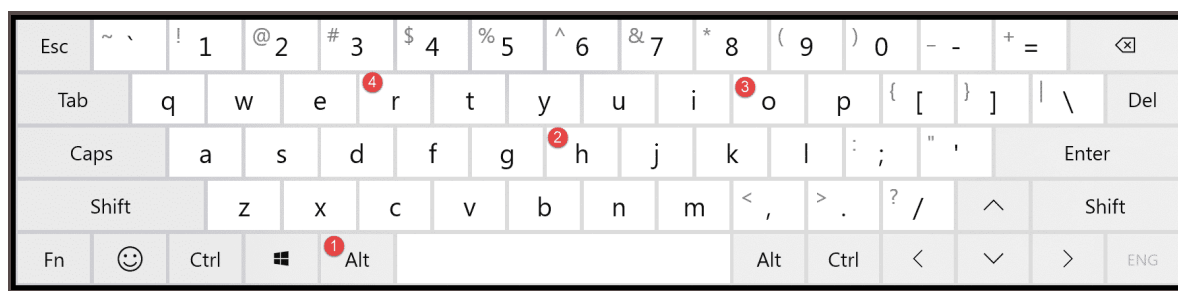 Esc ~ ` ! 1 @ 2 # 3 $ 4 % 5 ^ 6 & 7 * 8 ( 9 ) 0 _ - + =
Tab q w e 4 r t y u i 3 o p { [ } ] | \ Del
Caps a s d f g 2 h j k l : ; " ' Enter
Shift z x c v b n m < , > . ? / Shift
Fn Ctrl 1 Alt Alt Ctrl ENG